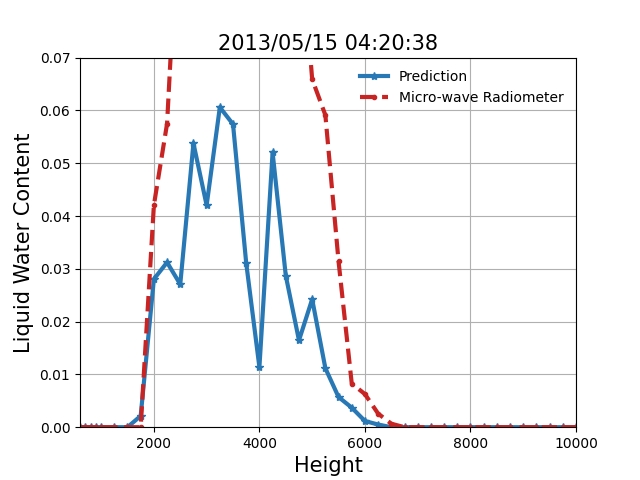 2013/05/15 04:20:38
0.07
0.06
0.05
0.04
0.03
0.02
0.01
0.00
Liquid Water Content
Prediction
Micro-wave Radiometer
2000 4000 6000 8000 10000
Height